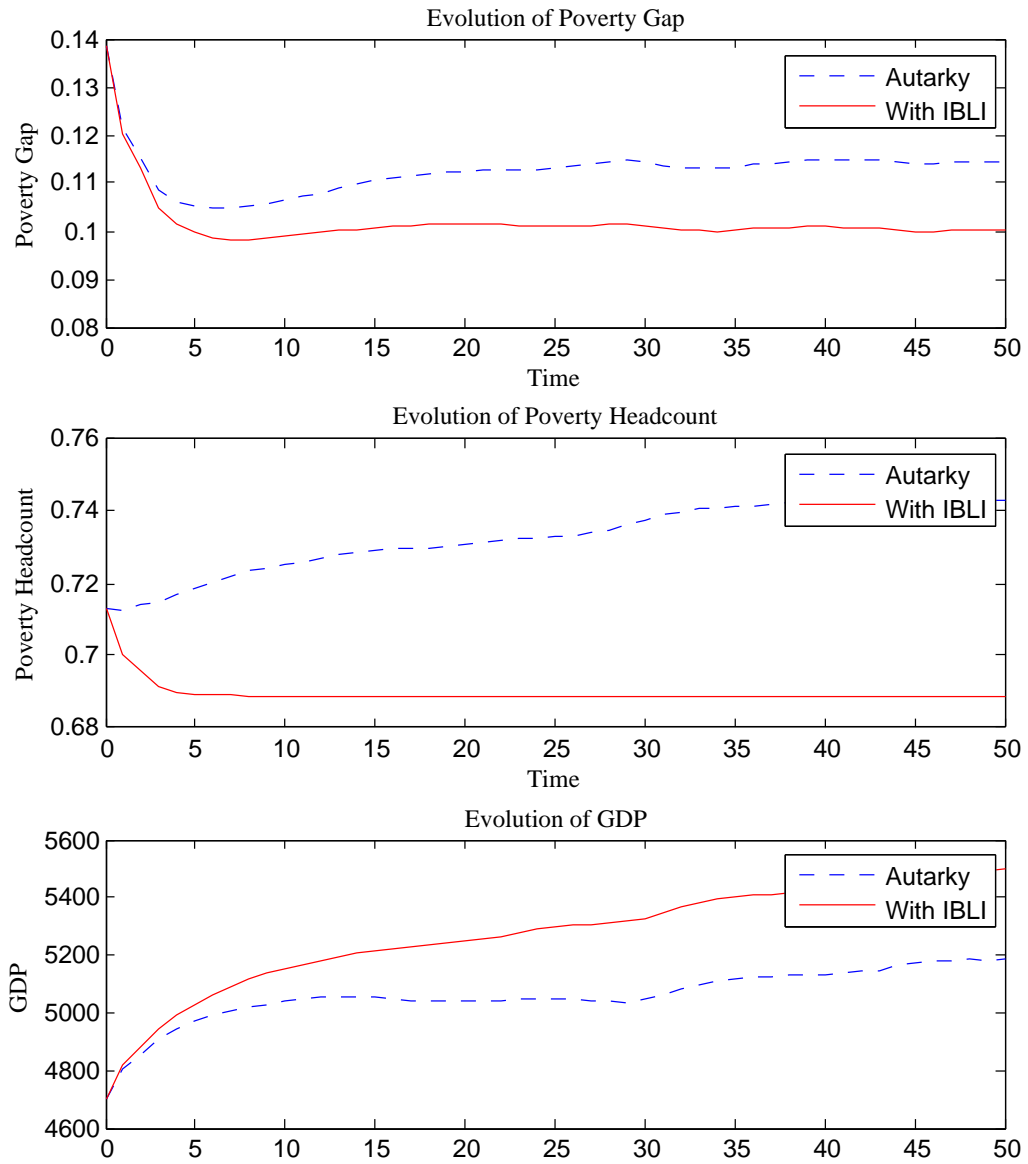 Evolution of Poverty Gap
0.14
0.13
0.12
0.11
0.1
0.09
0.08
Poverty Gap
Autarky
With IBLI
0 5 10 15 20 25 30 35 40 45 50
Time
Evolution of Poverty Headcount
0.76
0.74
0.72
0.7
0.68
Poverty Headcount
Autarky
With IBLI
0 5 10 15 20 25 30 35 40 45 50
Time
Evolution of GDP
5600
5400
5200
5000
4800
4600
GDP
Autarky
With IBLI
0 5 10 15 20 25 30 35 40 45 50